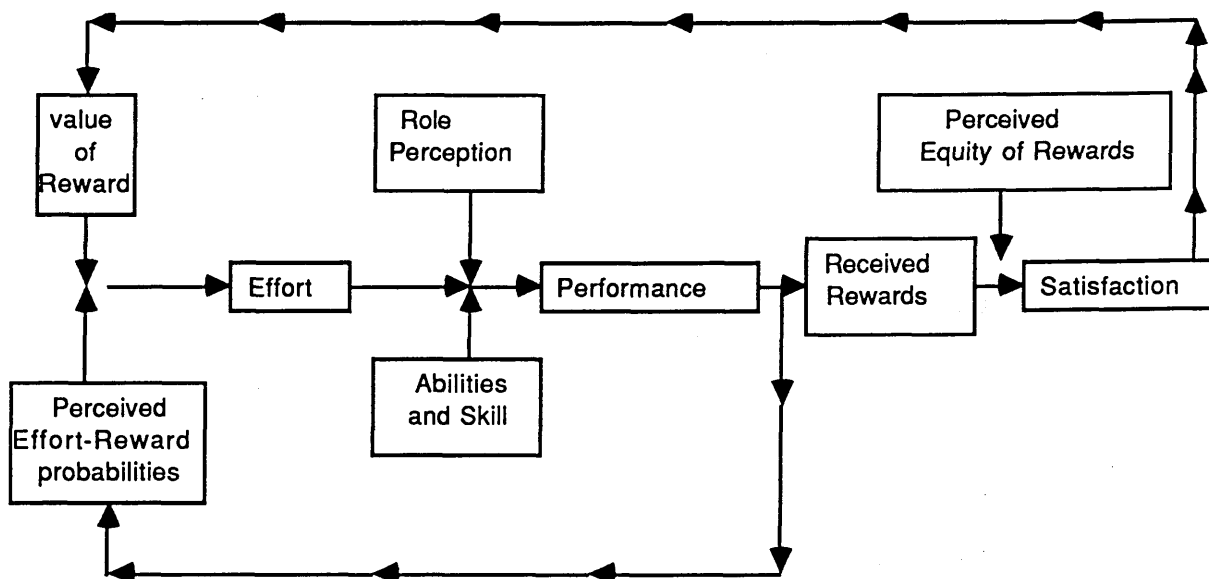 value
of
Reward
Role
Perception
Perceived
Equity of Rewards
Effort
Performance
Received
Rewards
Satisfaction
Abilities
and Skill
Perceived
Effort-Reward
probabilities